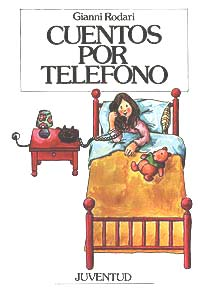 Gianni Rodari
CUENTOS
POR
TELEFONO
JUVENTUD